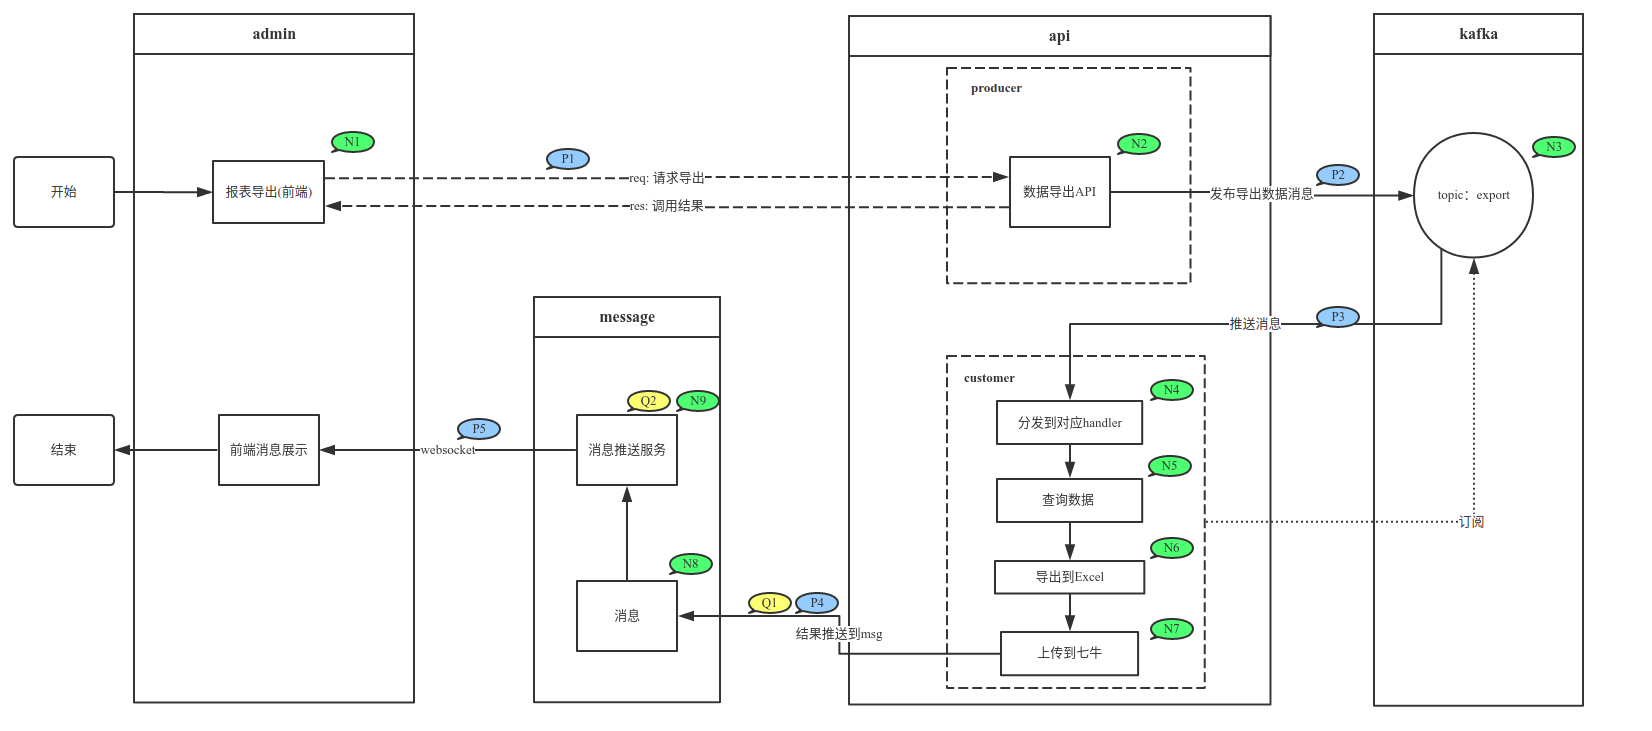 admin
api
kafka
producer
N1
P1
N2
P2
N3
开始
报表导出(前端)
req: 请求导出
res: 调用结果
数据导出API
发布导出数据消息
topic：export
message
推送消息
P3
customer
N4
分发到对应handler
Q2
N9
P5
结束
前端消息展示
websocket
消息推送服务
N5
查询数据
订阅
N6
导出到Excel
N8
消息
Q1
P4
结果推送到msg
N7
上传到七牛